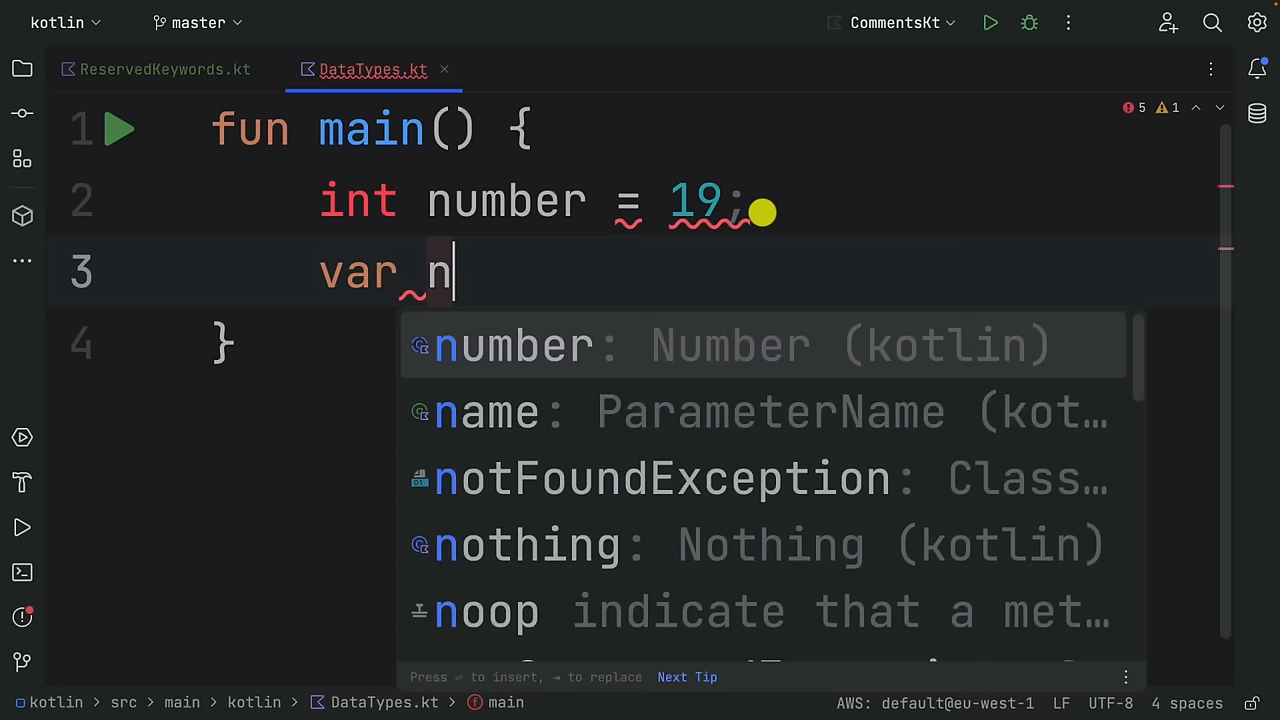 kotlin master CommentsKt
ReservedKeywords.kt DataTypes.kt
5 1
1 fun main() {
2 int number = 19;
3 var n
4 }
number: Number (kotlin)
name: ParameterName (kot…
notFoundException: Class…
nothing: Nothing (kotlin)
noop indicate that a met…
Press ⏎ to insert, ⇥ to replace Next Tip
kotlin > src > main > kotlin > DataTypes.kt > main AWS: default@eu-west-1 LF UTF-8 4 spaces